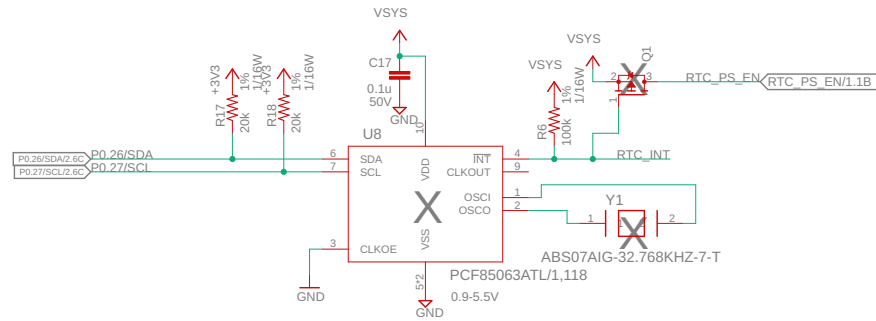 VSYS
VSYS
VSYS
Q1
+3V3
R17
20k
1%
1/16W
+3V3
R18
20k
1%
1/16W
C17
0.1u
50V
GND
R6
100k
1%
1/16W
2
3
1
RTC_PS_EN
RTC_PS_EN/1.1B
U8
10
P0.26/SDA/2.6C
P0.26/SDA
6
SDA
VDD
INT
4
RTC_INT
P0.27/SCL/2.6C
P0.27/SCL
7
SCL
CLKOUT
9
OSCI
1
OSCO
2
Y1
1
2
3
CLKOE
VSS
ABS07AIG-32.768KHZ-7-T
PCF85063ATL/1,118
5*2
0.9-5.5V
GND
GND